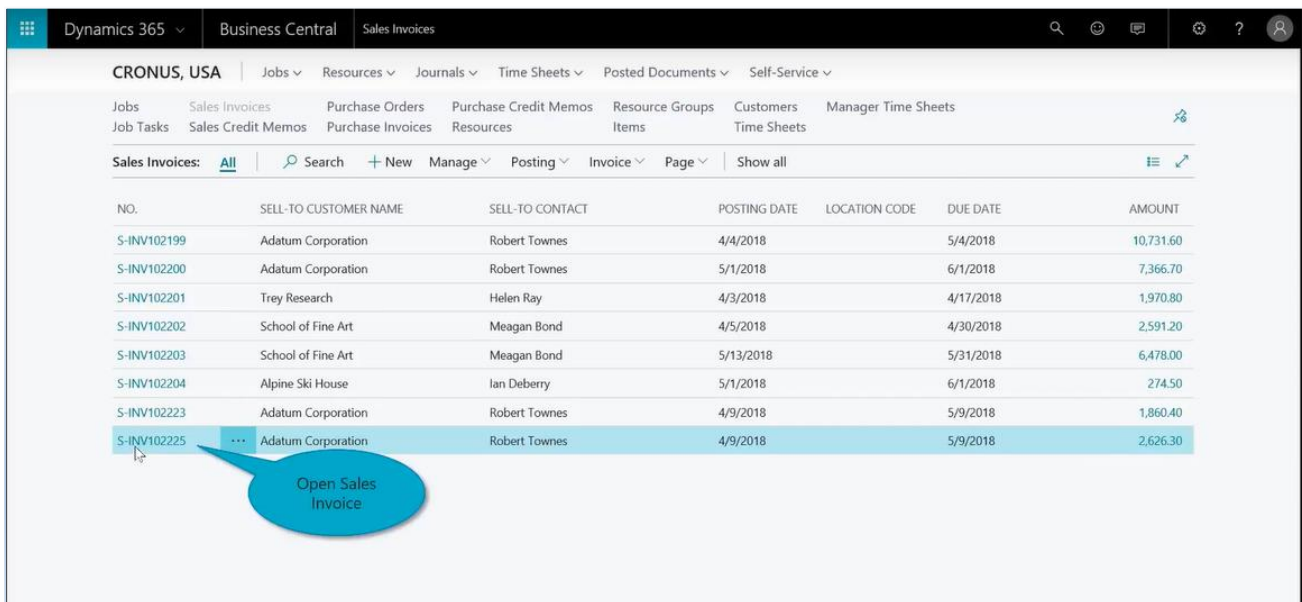 Dynamics 365 Business Central Sales Invoices ?
CRONUS, USA Jobs Resources Journals Time Sheets Posted Documents Self-Service
Jobs Sales Invoices Purchase Orders Purchase Credit Memos Resource Groups Customers Manager Time Sheets
Job Tasks Sales Credit Memos Purchase Invoices Resources Items Time Sheets
Sales Invoices: All Search + New Manage Posting Invoice Page Show all
NO. SELL-TO CUSTOMER NAME SELL-TO CONTACT POSTING DATE LOCATION CODE DUE DATE AMOUNT
S-INV102199 Adatum Corporation Robert Townes 4/4/2018 5/4/2018 10,731.60
S-INV102200 Adatum Corporation Robert Townes 5/1/2018 6/1/2018 7,366.70
S-INV102201 Trey Research Helen Ray 4/3/2018 4/17/2018 1,970.80
S-INV102202 School of Fine Art Meagan Bond 4/5/2018 4/30/2018 2,591.20
S-INV102203 School of Fine Art Meagan Bond 5/13/2018 5/31/2018 6,478.00
S-INV102204 Alpine Ski House Ian Deberry 5/1/2018 6/1/2018 274.50
S-INV102223 Adatum Corporation Robert Townes 4/9/2018 5/9/2018 1,860.40
S-INV102225 ... Adatum Corporation Robert Townes 4/9/2018 5/9/2018 2,626.30
Open Sales
Invoice